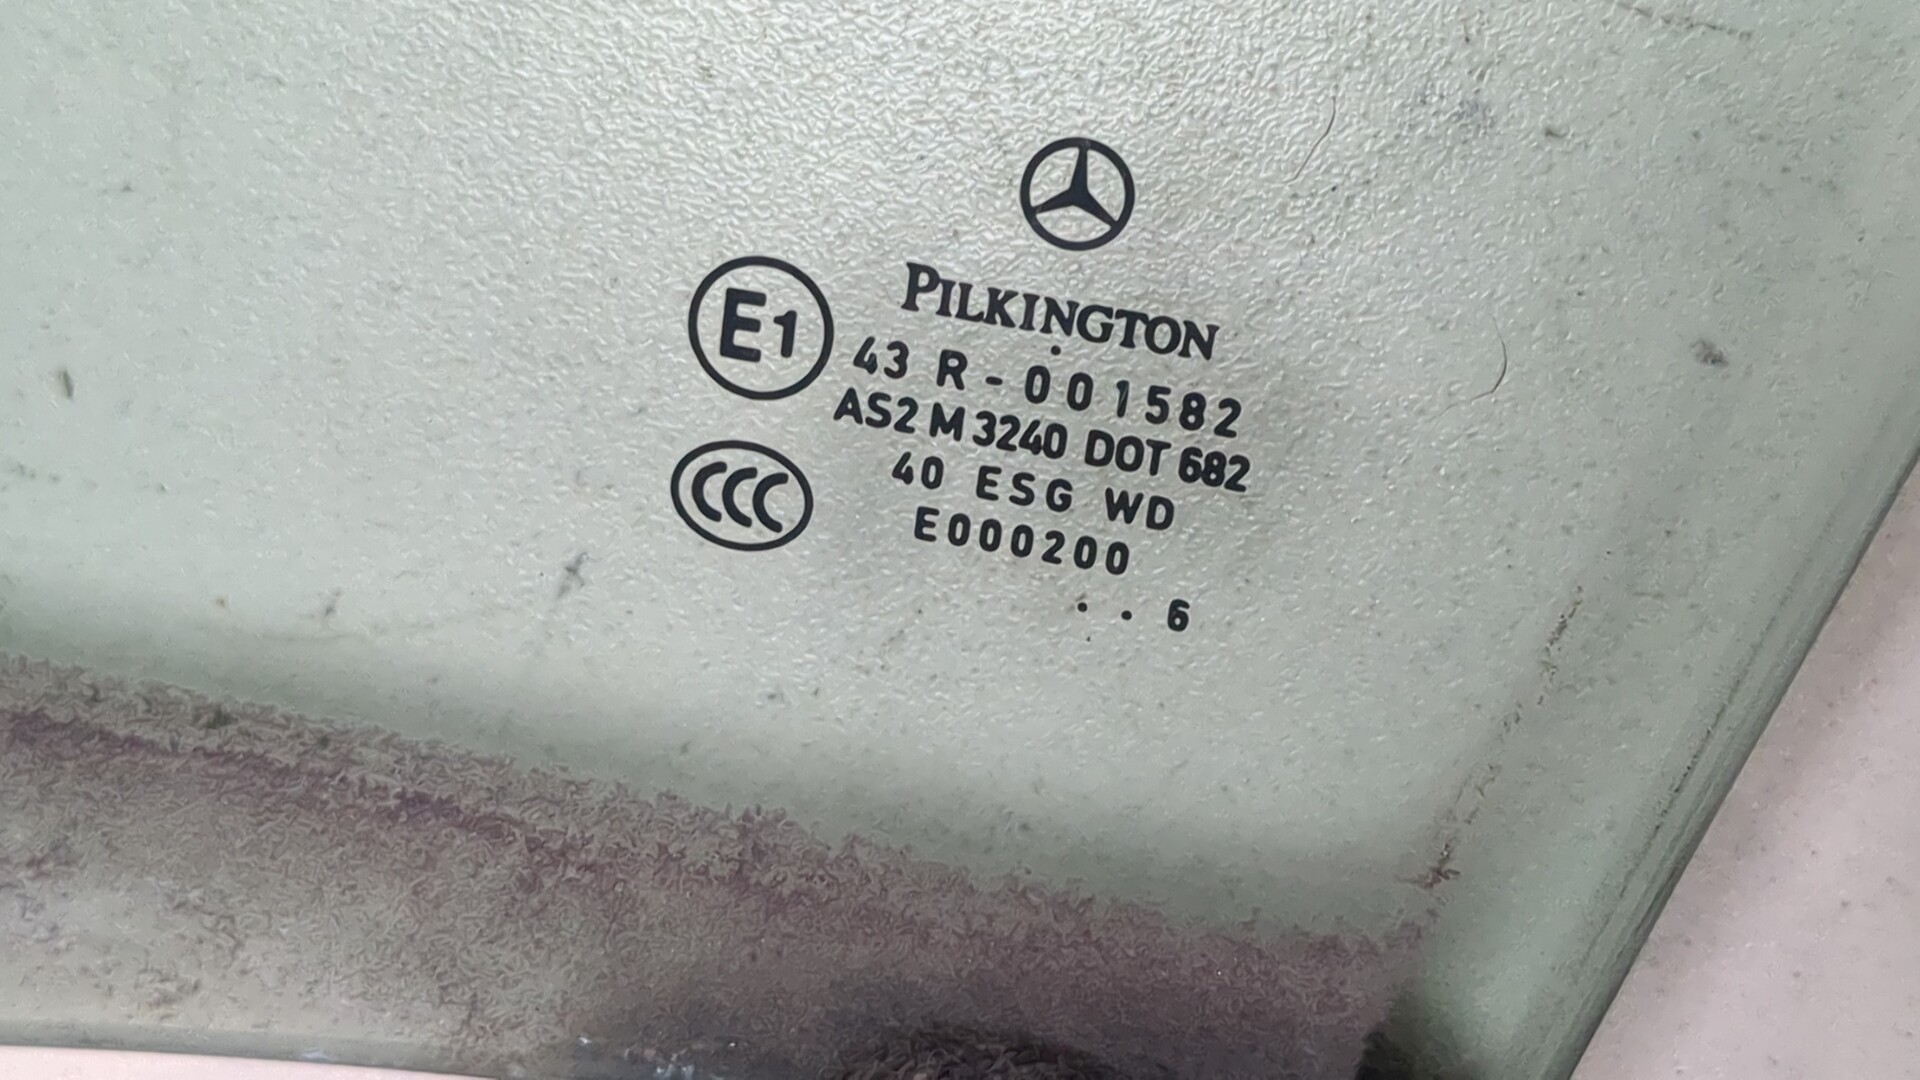 PILKINGTON
E1
43 R - 001582
AS2 M 3240 DOT 682
CCC
40 ESG WD
E000200
. . 6